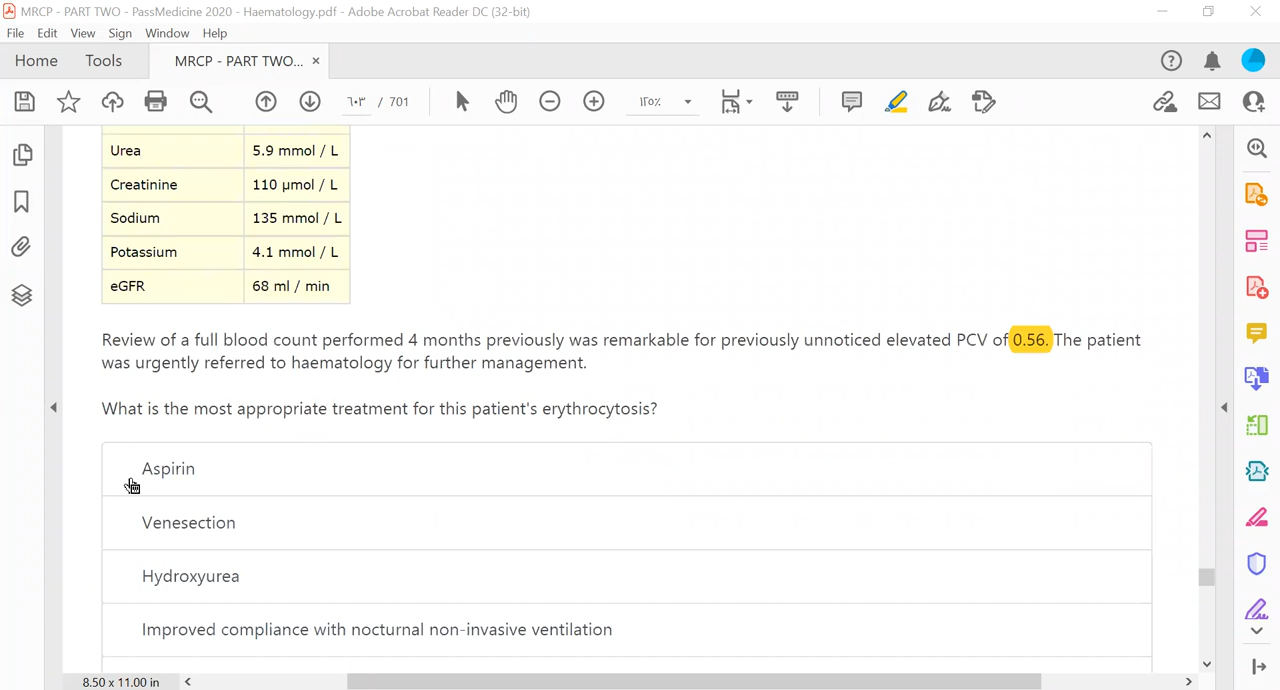 MRCP - PART TWO - PassMedicine 2020 - Haematology.pdf - Adobe Acrobat Reader DC (32-bit)
File Edit View Sign Window Help
Home Tools MRCP - PART TWO... ×
٦٠٣ / 701 ١٢٥%
Urea 5.9 mmol / L
Creatinine 110 µmol / L
Sodium 135 mmol / L
Potassium 4.1 mmol / L
eGFR 68 ml / min
Review of a full blood count performed 4 months previously was remarkable for previously unnoticed elevated PCV of 0.56. The patient
was urgently referred to haematology for further management.
What is the most appropriate treatment for this patient's erythrocytosis?
Aspirin
Venesection
Hydroxyurea
Improved compliance with nocturnal non-invasive ventilation
8.50 x 11.00 in